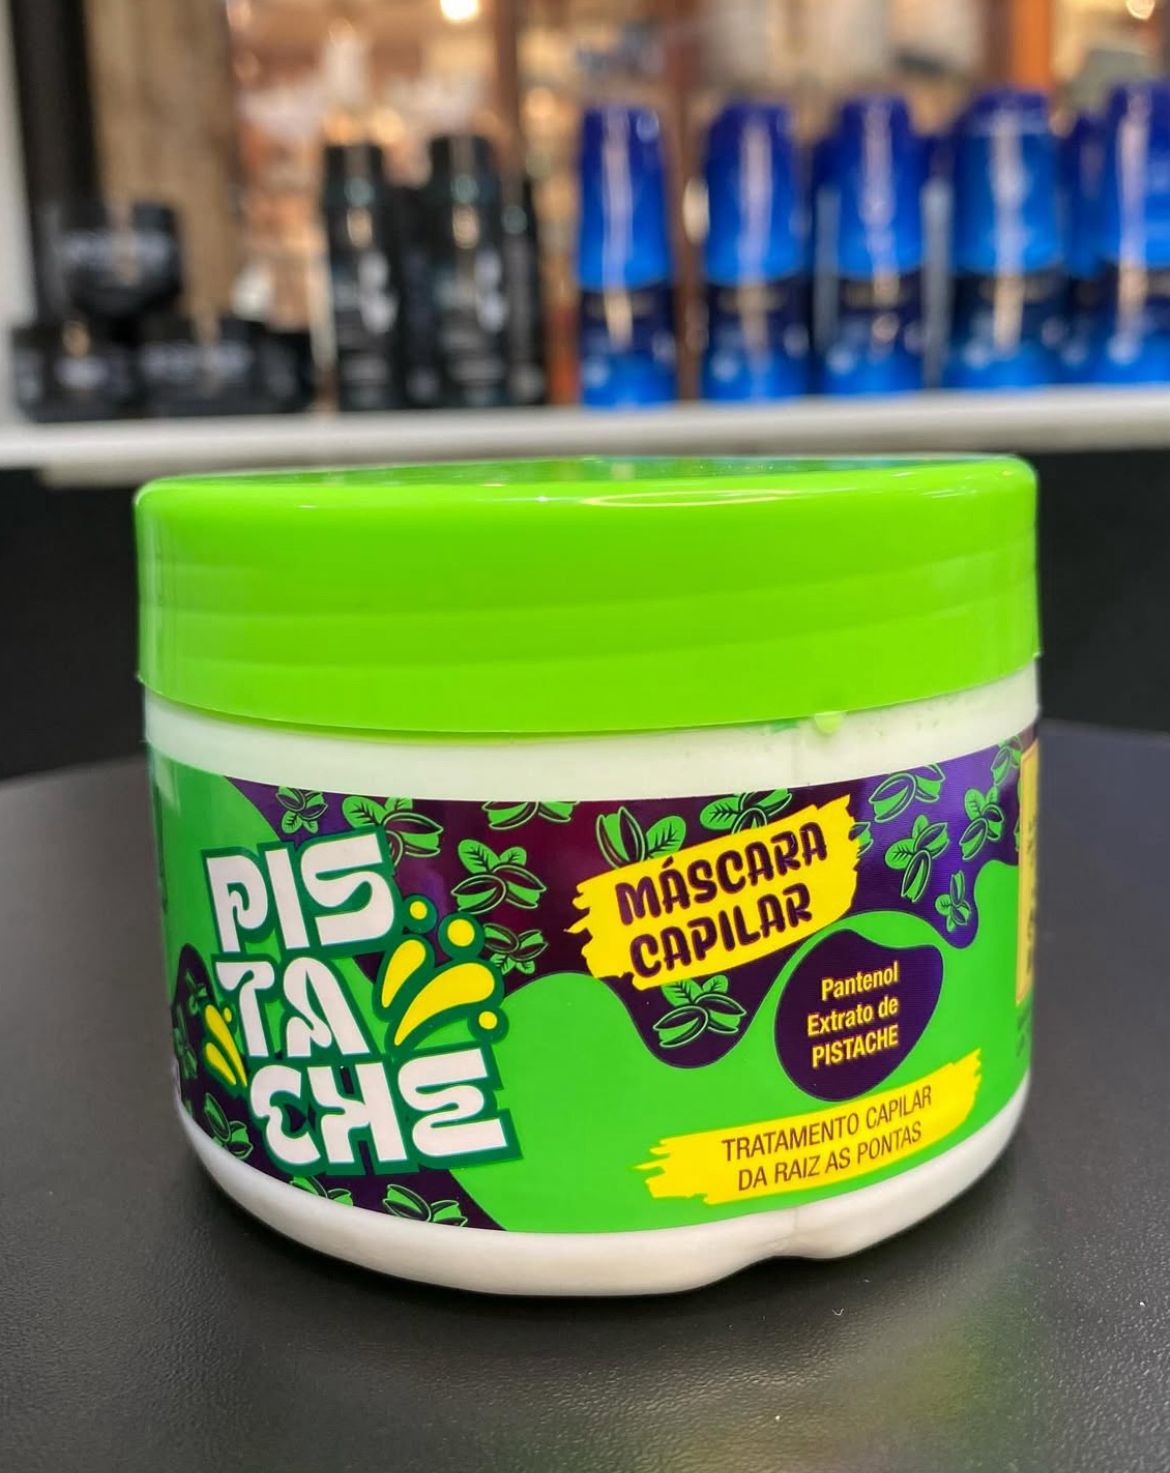 PIS
TA
CHE
MÁSCARA
CAPILAR
Pantenol
Extrato de
PISTACHE
TRATAMENTO CAPILAR
DA RAIZ AS PONTAS